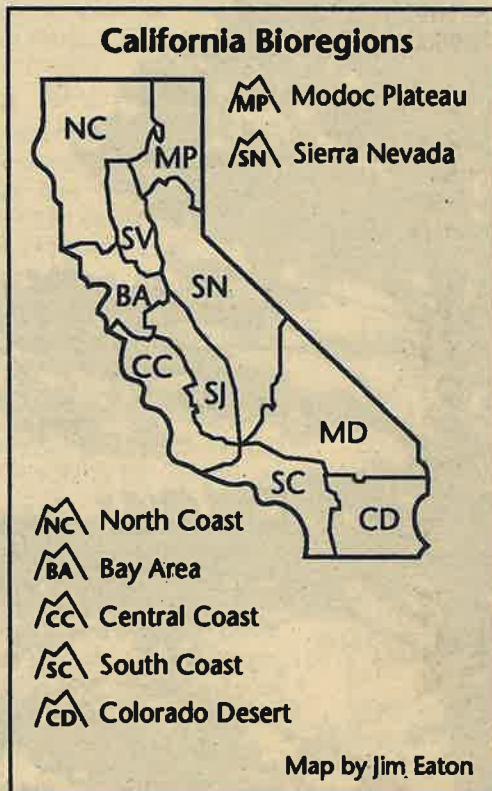 California Bioregions
MP Modoc Plateau
SN Sierra Nevada
NC
MP
SV
SN
BA
CC
SJ
MD
SC
CD
NC North Coast
BA Bay Area
CC Central Coast
SC South Coast
CD Colorado Desert
Map by Jim Eaton